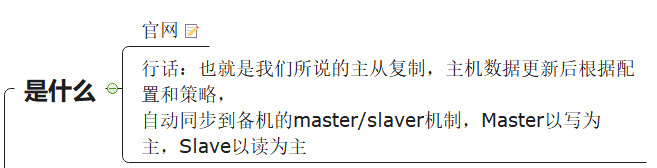 是什么
官网
行话：也就是我们所说的主从复制，主机数据更新后根据配
置和策略，
自动同步到备机的master/slaver机制，Master以写为
主，Slave以读为主